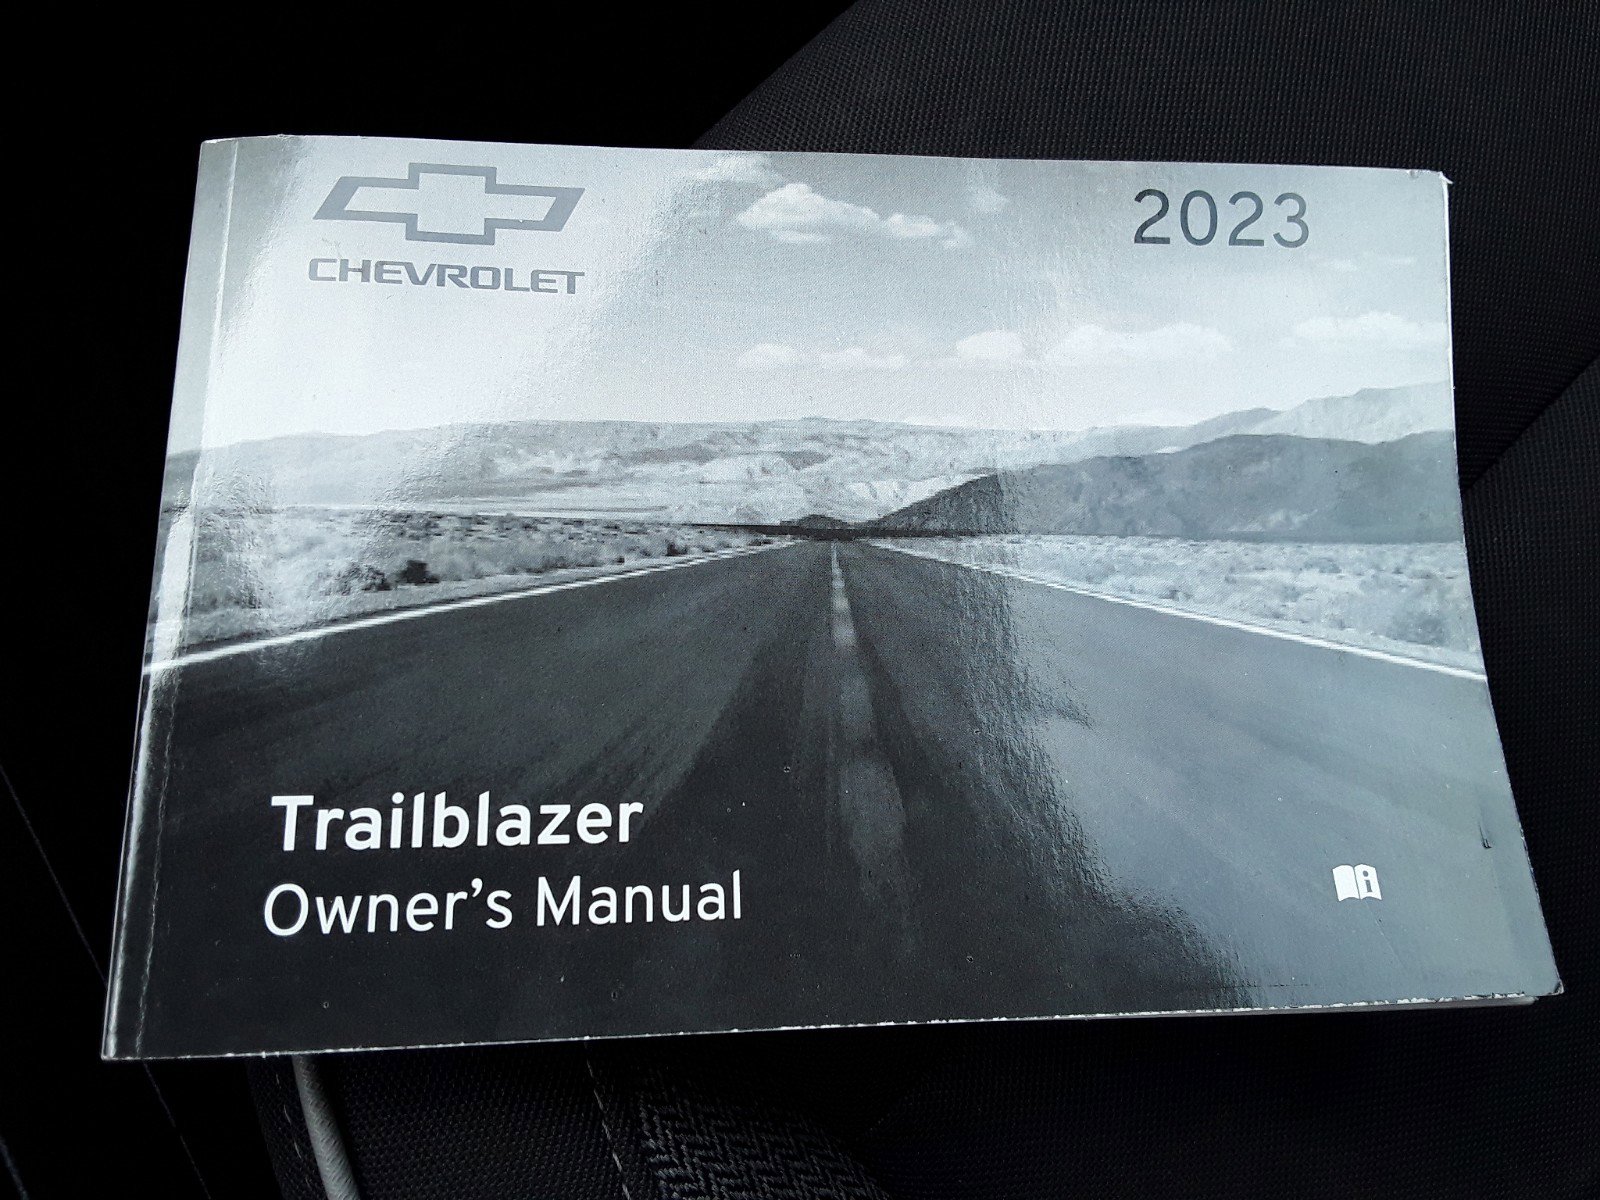 CHEVROLET
2023
Trailblazer
Owner's Manual